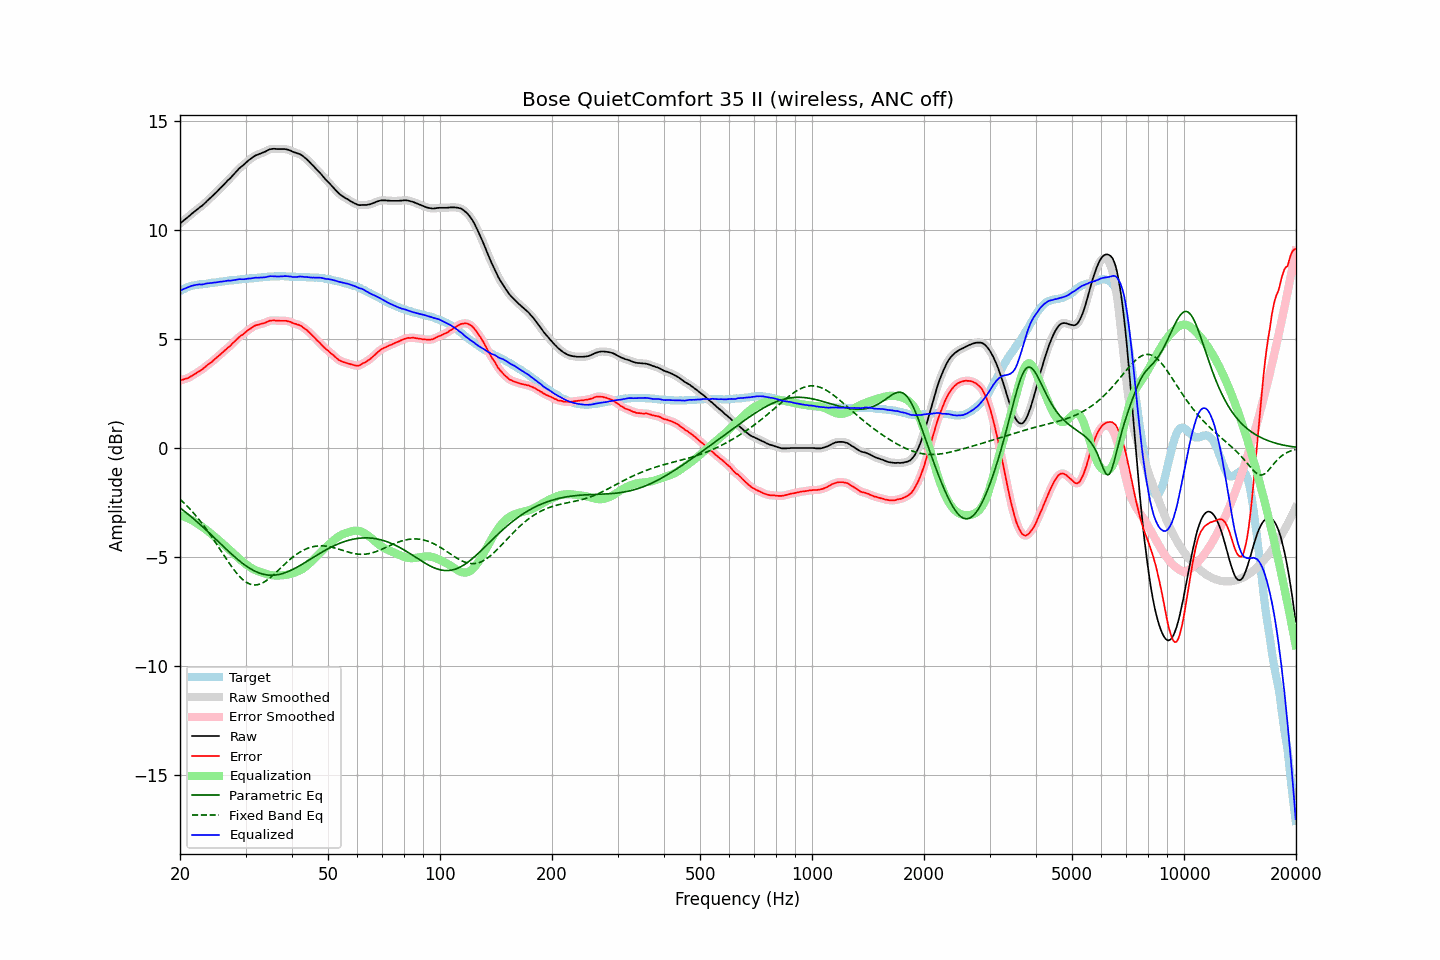 Bose QuietComfort 35 II (wireless, ANC off)
Amplitude (dBr)
15
10
5
0
−5
−10
−15
Target
Raw Smoothed
Error Smoothed
Raw
Error
Equalization
Parametric Eq
Fixed Band Eq
Equalized
20 50 100 200 500 1000 2000 5000 10000 20000
Frequency (Hz)